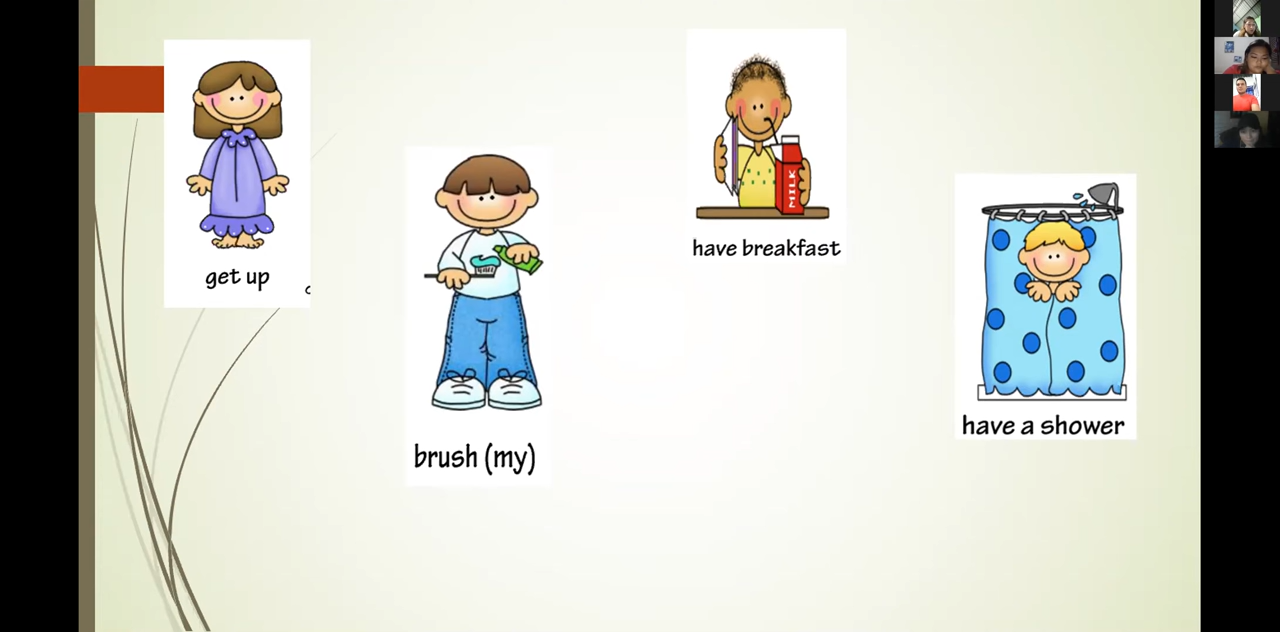 get up
brush (my)
have breakfast
MILK
have a shower